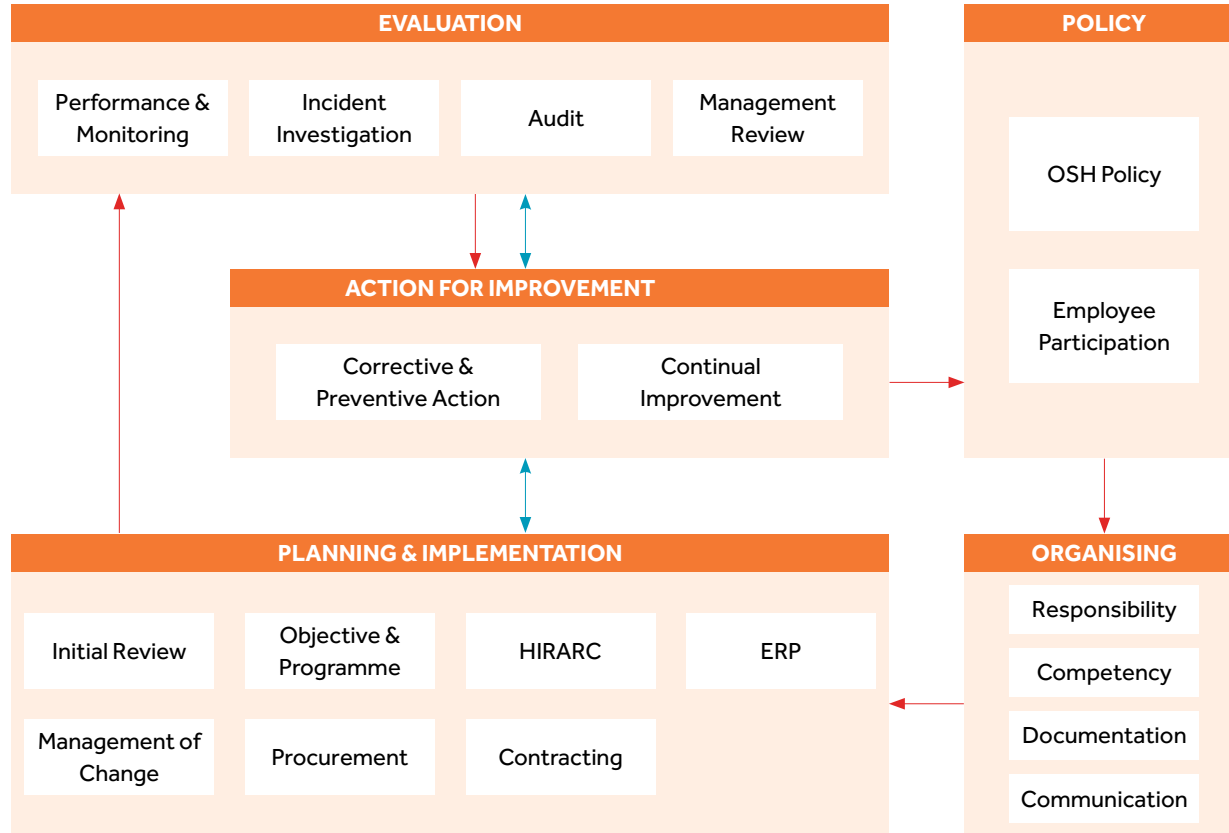 EVALUATION
Performance &
Monitoring
Incident
Investigation
Audit
Management
Review
POLICY
OSH Policy
Employee
Participation
ACTION FOR IMPROVEMENT
Corrective &
Preventive Action
Continual
Improvement
PLANNING & IMPLEMENTATION
Initial Review
Objective &
Programme
HIRARC
ERP
Management of
Change
Procurement
Contracting
ORGANISING
Responsibility
Competency
Documentation
Communication